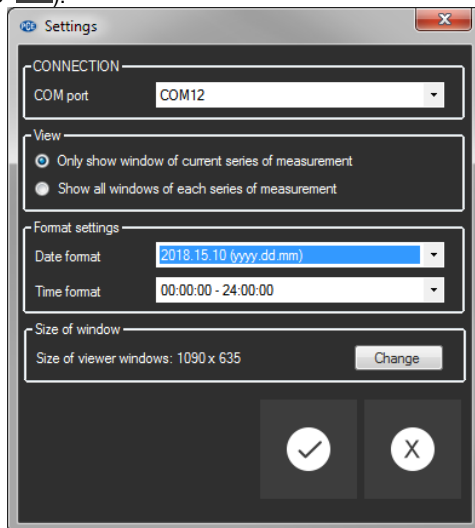 ).
PCE Settings
CONNECTION
COM port COM12
View
Only show window of current series of measurement
Show all windows of each series of measurement
Format settings
Date format 2018.15.10 (yyyy.dd.mm)
Time format 00:00:00 - 24:00:00
Size of window
Size of viewer windows: 1090 x 635 Change
X